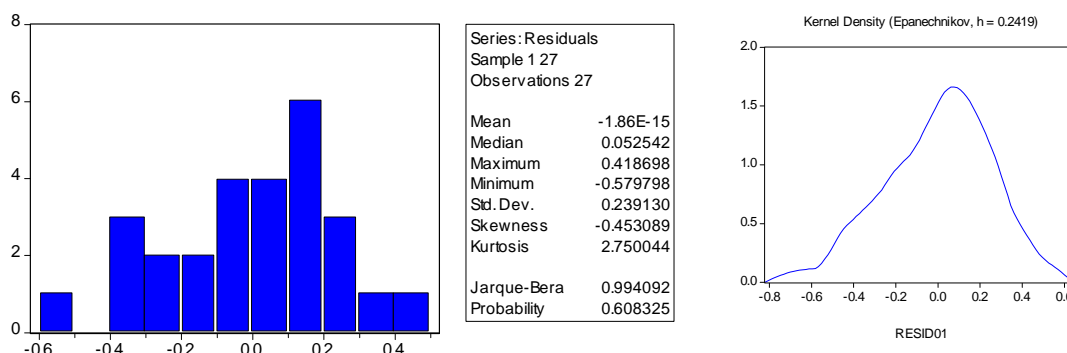 8
6
4
2
0
-0.6 -0.4 -0.2 0.0 0.2 0.4
Series: Residuals
Sample 1 27
Observations 27
Mean -1.86E-15
Median 0.052542
Maximum 0.418698
Minimum -0.579798
Std. Dev. 0.239130
Skewness -0.453089
Kurtosis 2.750044
Jarque-Bera 0.994092
Probability 0.608325
Kernel Density (Epanechnikov, h = 0.2419)
2.0
1.5
1.0
0.5
0.0
-0.8 -0.6 -0.4 -0.2 0.0 0.2 0.4 0.6
RESID01